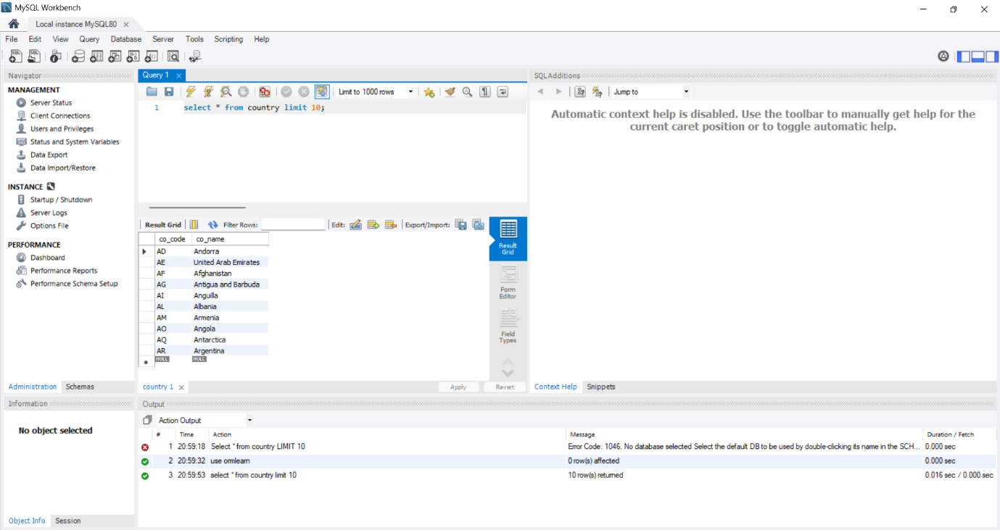 MySQL Workbench
Local instance MySQL80
File Edit View Query Database Server Tools Scripting Help
Navigator
MANAGEMENT
Server Status
Client Connections
Users and Privileges
Status and System Variables
Data Export
Data Import/Restore
INSTANCE
Startup / Shutdown
Server Logs
Options File
PERFORMANCE
Dashboard
Performance Reports
Performance Schema Setup
Administration Schemas
Query 1
Limit to 1000 rows
1 select * from country limit 10;
Result Grid Filter Rows: Edit: Export/Import:
co_code co_name
AD Andorra
AE United Arab Emirates
AF Afghanistan
AG Antigua and Barbuda
AI Anguilla
AL Albania
AM Armenia
AO Angola
AQ Antarctica
AR Argentina
NULL NULL
Result
Grid
Form
Editor
Field
Types
country 1 Apply Revert
SQLAdditions
Jump to
Automatic context help is disabled. Use the toolbar to manually get help for the
current caret position or to toggle automatic help.
Context Help Snippets
Information
No object selected
Object Info Session
Output
Action Output
# Time Action Message Duration / Fetch
1 20:59:18 Select * from country LIMIT 10 Error Code: 1046. No database selected Select the default DB to be used by double-clicking its name in the SCH... 0.000 sec
2 20:59:32 use omlearn 0 row(s) affected 0.000 sec
3 20:59:53 select * from country limit 10 10 row(s) returned 0.016 sec / 0.000 sec